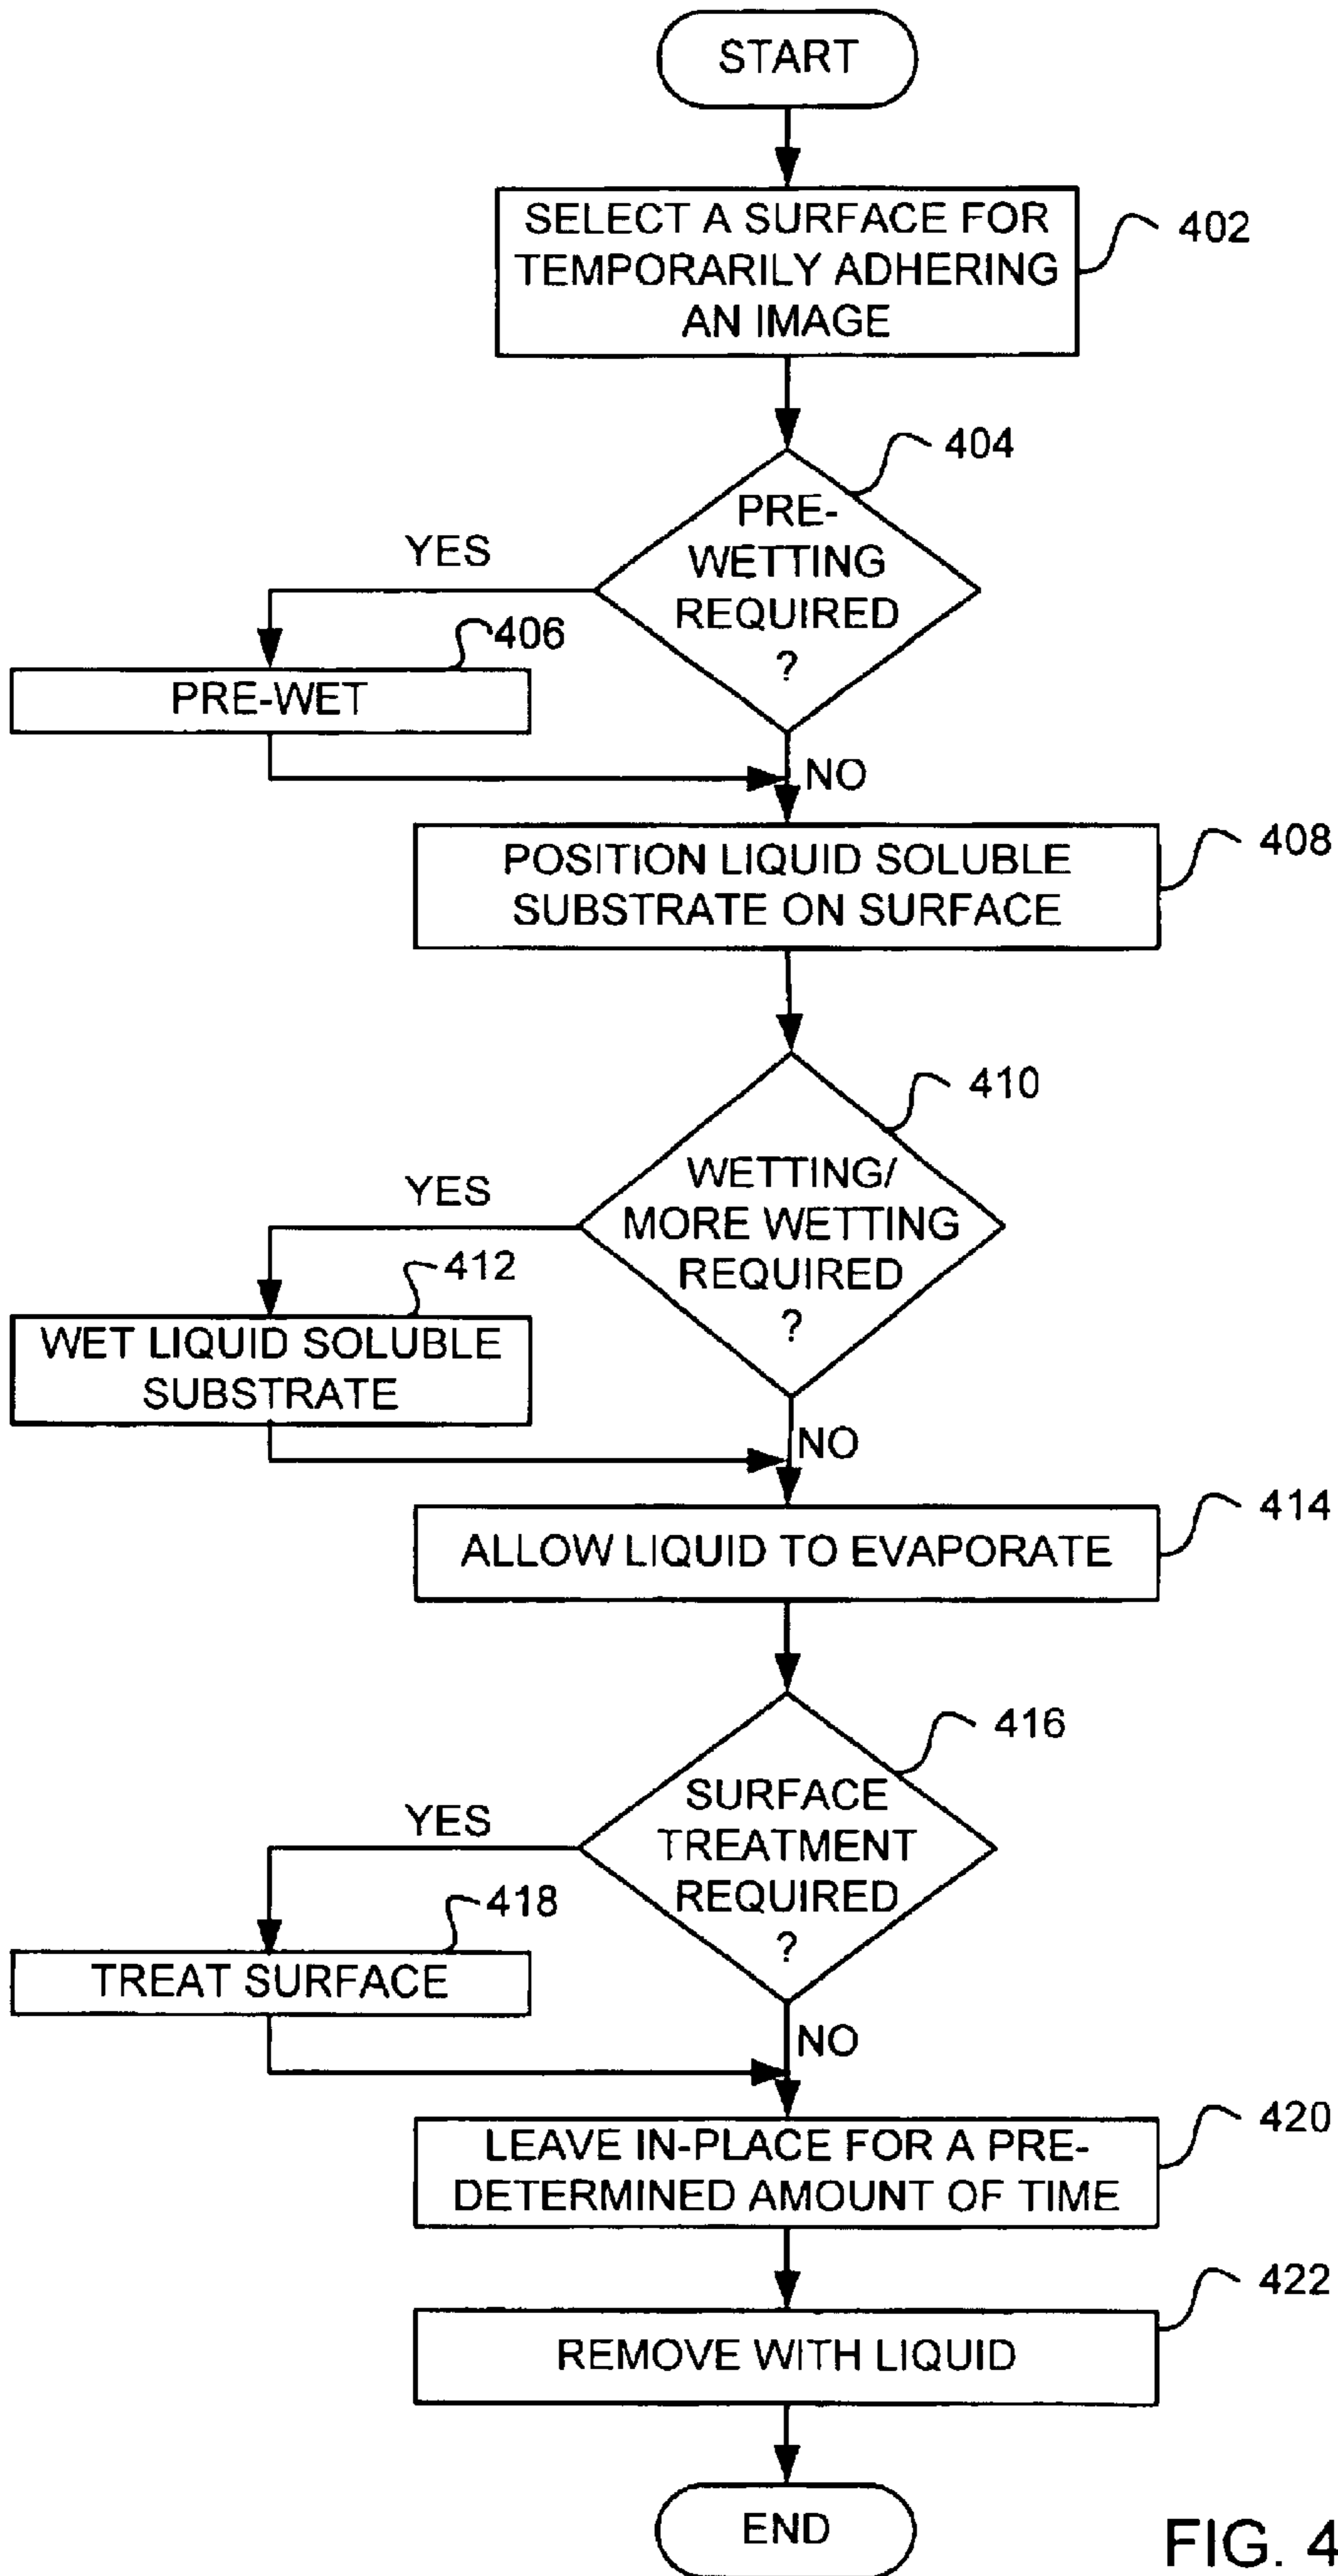 START
SELECT A SURFACE FOR
TEMPORARILY ADHERING
AN IMAGE
402
404
PRE-
WETTING
REQUIRED
?
YES
406
PRE-WET
NO
POSITION LIQUID SOLUBLE
SUBSTRATE ON SURFACE
408
410
WETTING/
MORE WETTING
REQUIRED
?
YES
412
WET LIQUID SOLUBLE
SUBSTRATE
NO
ALLOW LIQUID TO EVAPORATE
414
416
SURFACE
TREATMENT
REQUIRED
?
YES
418
TREAT SURFACE
NO
LEAVE IN-PLACE FOR A PRE-
DETERMINED AMOUNT OF TIME
420
REMOVE WITH LIQUID
422
END
FIG. 4